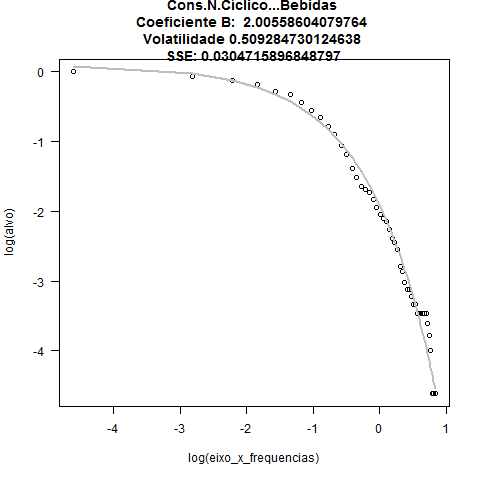 Cons.N.Ciclico...Bebidas
Coeficiente B:  2.00558604079764
Volatilidade 0.509284730124638
SSE: 0.0304715896848797
0
-1
-2
-3
-4
log(alvo)
-4
-3
-2
-1
0
1
log(eixo_x_frequencias)